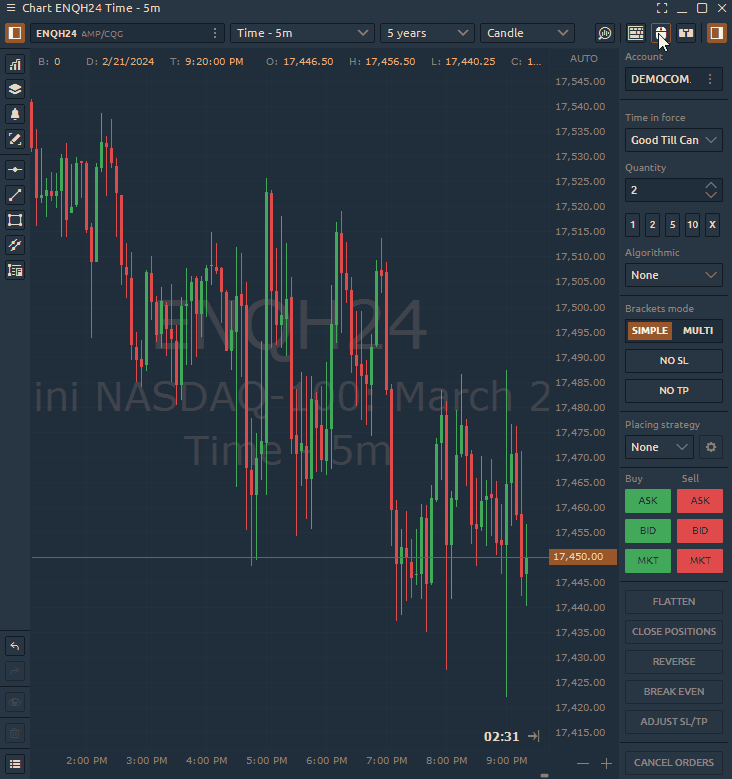 Chart ENQH24 Time - 5m
ENQH24 AMP/CQG
Time - 5m
5 years
Candle
B: 0 D: 2/21/2024 T: 9:20:00 PM O: 17,446.50 H: 17,456.50 L: 17,440.25 C: 1...
AUTO
17,545.00
17,540.00
17,535.00
17,530.00
17,525.00
17,520.00
17,515.00
17,510.00
17,505.00
17,500.00
17,495.00
17,490.00
17,485.00
17,480.00
17,475.00
17,470.00
17,465.00
17,460.00
17,455.00
17,450.00
17,445.00
17,440.00
17,435.00
17,430.00
17,425.00
17,420.00
17,415.00
ENQH24
ini NASDAQ-100: March 2
Time - 5m
02:31
2:00 PM 3:00 PM 4:00 PM 5:00 PM 6:00 PM 7:00 PM 8:00 PM 9:00 PM
Account
DEMOCOM.
Time in force
Good Till Can
Quantity
2
1 2 5 10 X
Algorithmic
None
Brackets mode
SIMPLE MULTI
NO SL
NO TP
Placing strategy
None
Buy Sell
ASK ASK
BID BID
MKT MKT
FLATTEN
CLOSE POSITIONS
REVERSE
BREAK EVEN
ADJUST SL/TP
CANCEL ORDERS